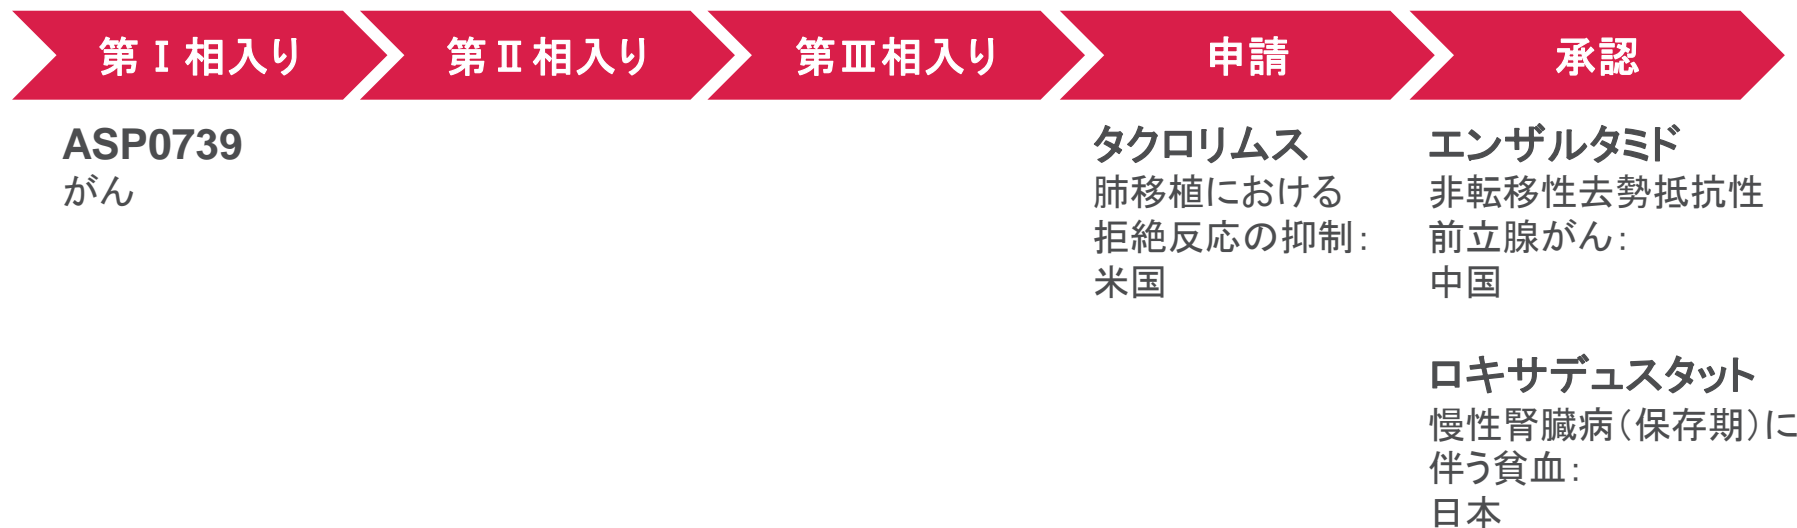 第Ⅰ相入り
第Ⅱ相入り
第Ⅲ相入り
申請
承認
ASP0739
がん
タクロリムス
肺移植における
拒絶反応の抑制：
米国
エンザルタミド
非転移性去勢抵抗性
前立腺がん：
中国
ロキサデュスタット
慢性腎臓病（保存期）に
伴う貧血：
日本